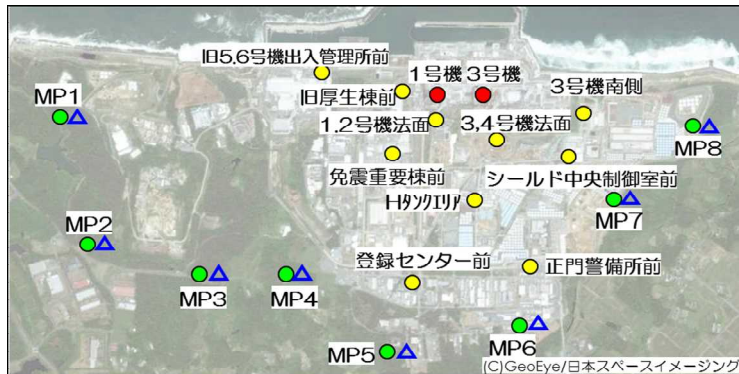 旧5.6号機出入管理所前
1号機
3号機
旧厚生棟前
3号機南側
MP1
1.2号機法面
3,4号機法面
MP8
免震重要棟前
シールド中央制御室前
Hﾀﾝｸｴﾘｱ
MP7
MP2
登録センター前
正門警備所前
MP3
MP4
MP5
MP6
(C)GeoEye/日本スペースイメージング